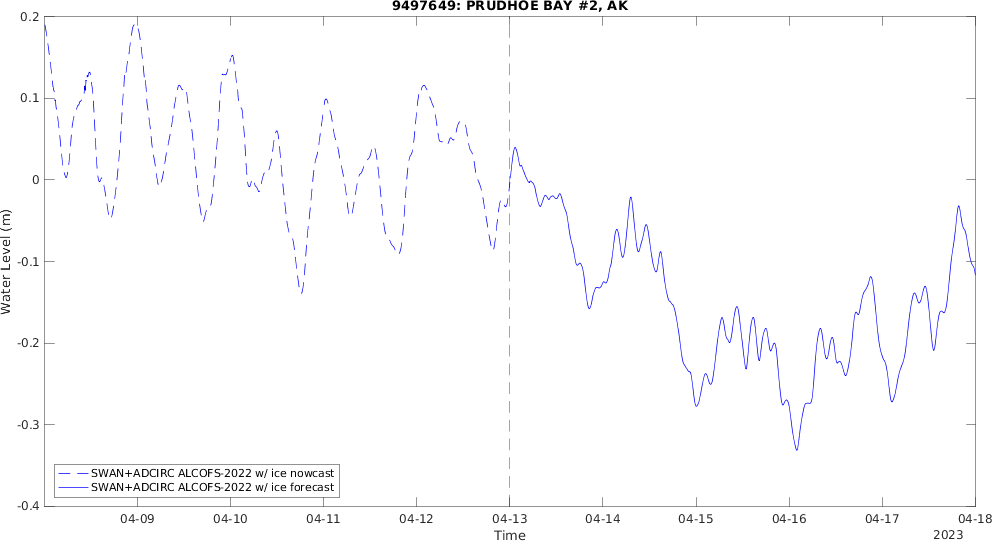 9497649: PRUDHOE BAY #2, AK
0.2
0.1
0
-0.1
-0.2
-0.3
-0.4
Water Level (m)
SWAN+ADCIRC ALCOFS-2022 w/ ice nowcast
SWAN+ADCIRC ALCOFS-2022 w/ ice forecast
04-09 04-10 04-11 04-12 04-13 04-14 04-15 04-16 04-17 04-18
Time
2023